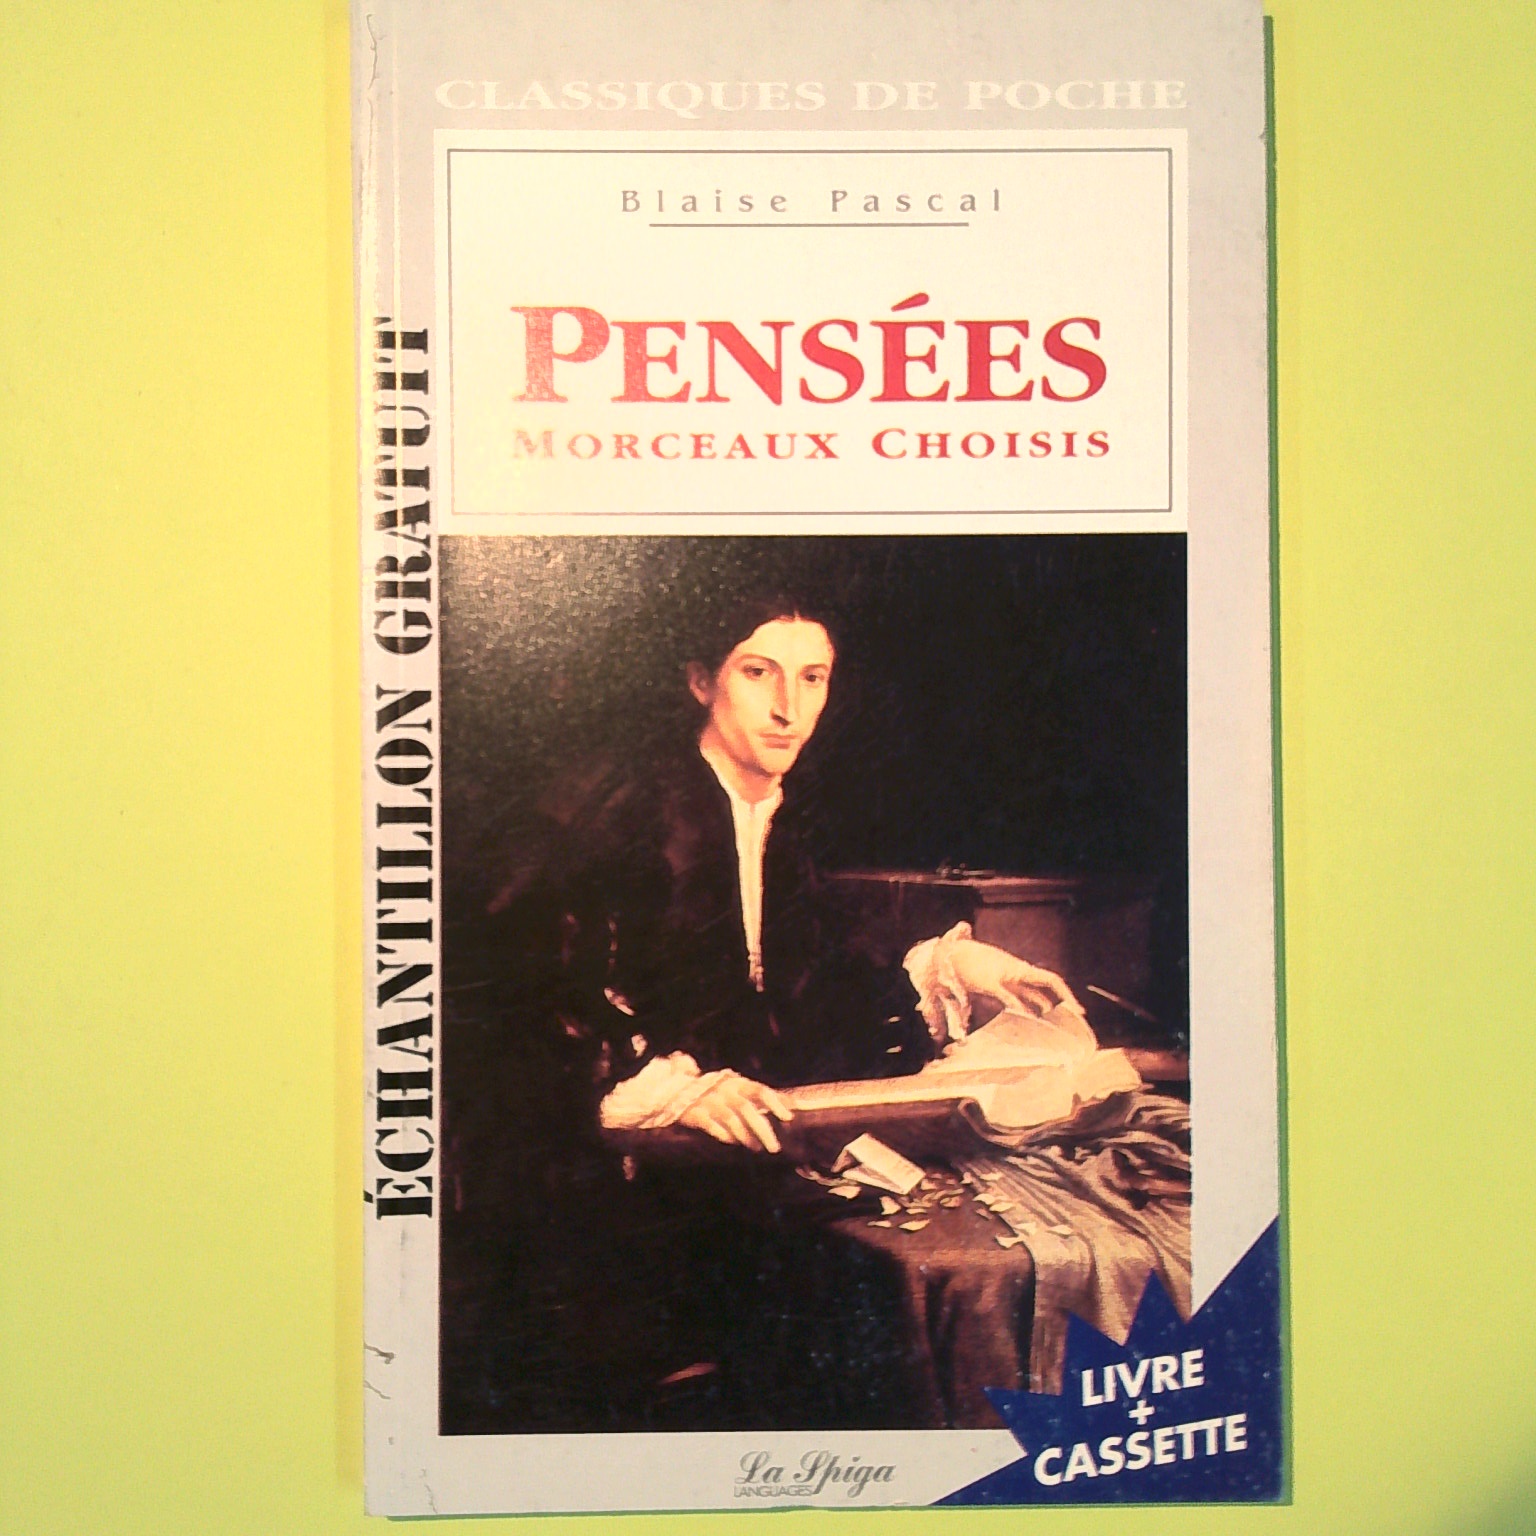 CLASSIQUES DE POCHE
Blaise Pascal
PENSÉES
MORCEAUX CHOISIS
ÉCHANTILLON GRATUIT
LIVRE
+
CASSETTE
La Spiga
LANGUAGES